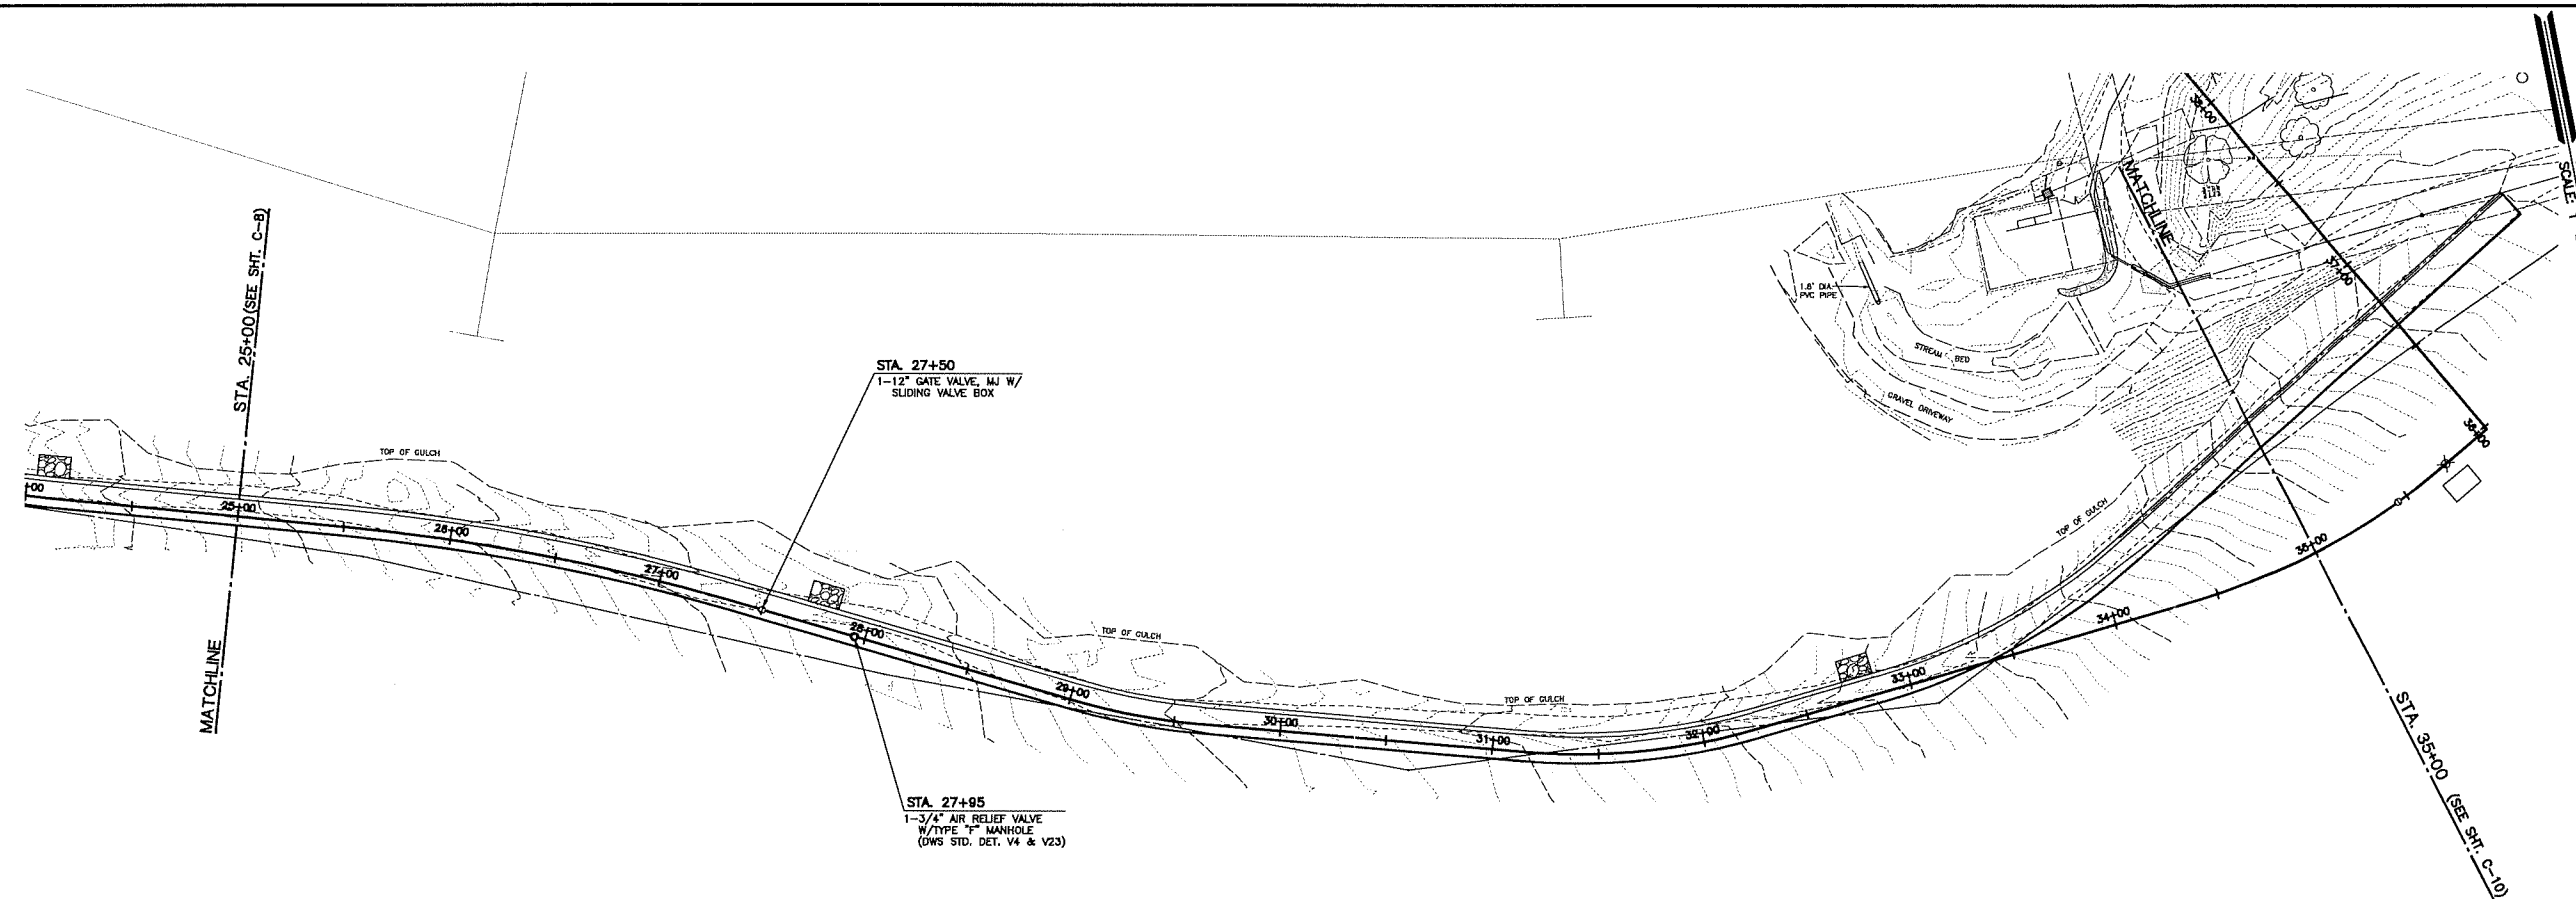 MATCHLINE
STA. 25+00(SEE SHT. C-8)
+00
25+00
26+00
27+00
28+00
29+00
30+00
31+00
32+00
33+00
34+00
35+00
36+00
37+00
38+00
TOP OF GULCH
TOP OF GULCH
TOP OF GULCH
TOP OF GULCH
STA. 27+50
1-12" GATE VALVE, MJ W/
SLIDING VALVE BOX
STA. 27+95
1-3/4" AIR RELIEF VALVE
W/TYPE "F" MANHOLE
(DWS STD. DET. V4 & V23)
1.8' DIA.
PVC PIPE
STREAM BED
GRAVEL DRIVEWAY
MATCHLINE
STA. 35+00 (SEE SHT. C-10)
SCALE: 1